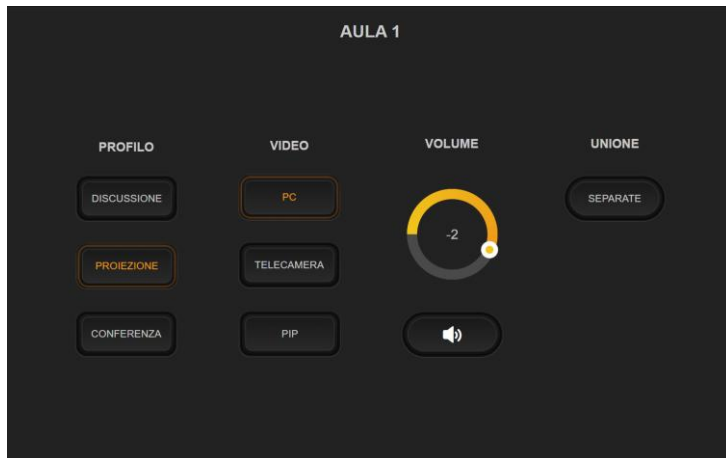 AULA 1
PROFILO
VIDEO
VOLUME
UNIONE
DISCUSSIONE
PC
SEPARATE
-2
PROIEZIONE
TELECAMERA
CONFERENZA
PIP